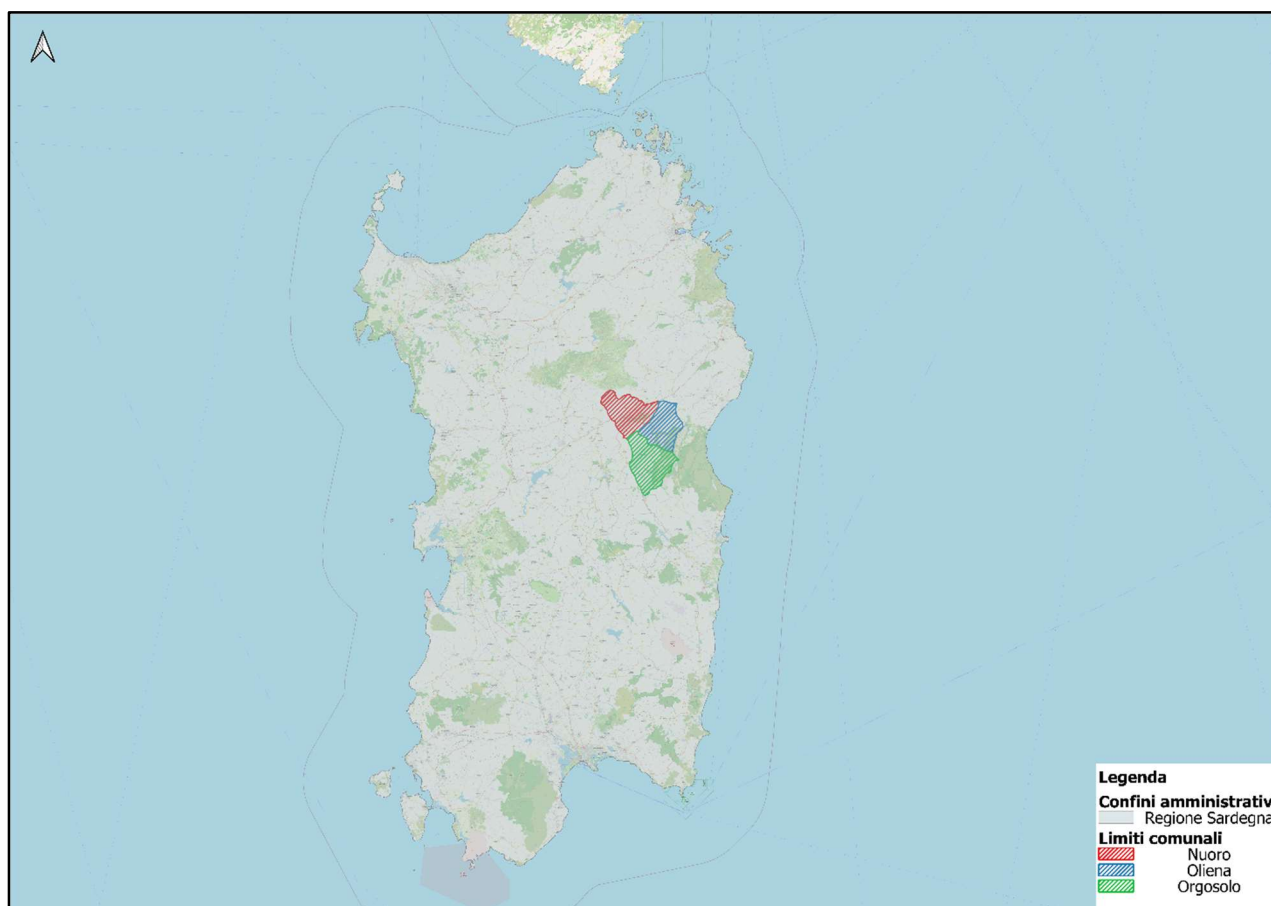 Legenda
Confini amministrativ
Regione Sardegna
Limiti comunali
Nuoro
Oliena
Orgosolo